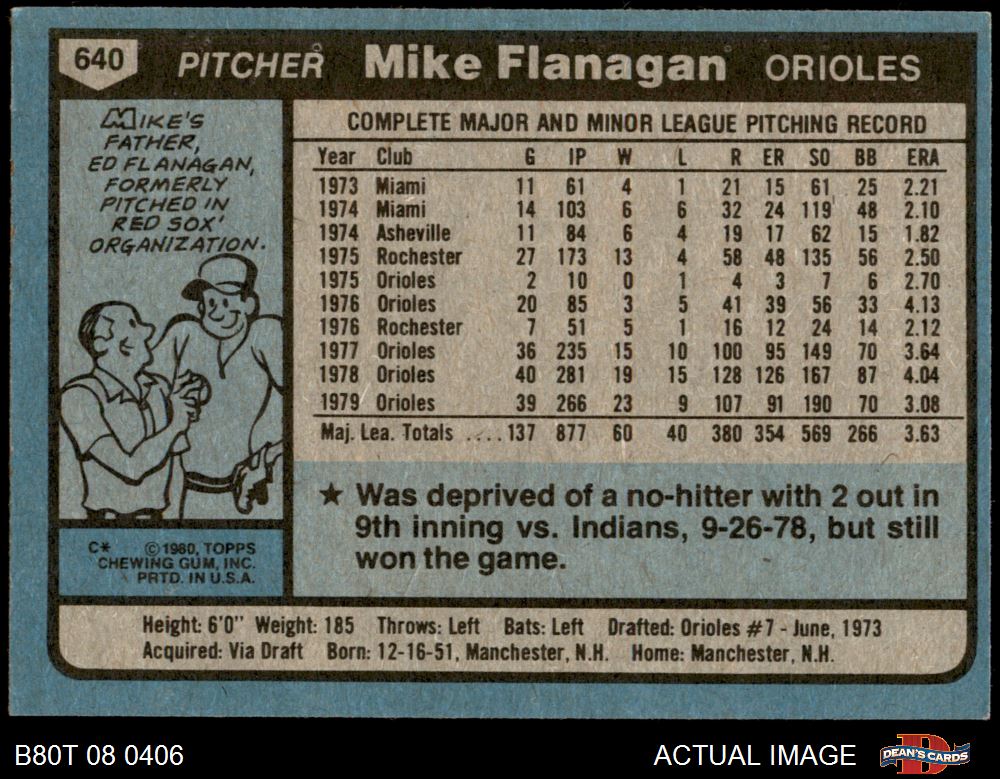 640 PITCHER Mike Flanagan ORIOLES
MIKE'S
FATHER,
ED FLANAGAN,
FORMERLY
PITCHED IN
RED SOX'
ORGANIZATION.
C* ©1980, TOPPS
CHEWING GUM, INC.
PRTD. IN U.S.A.
COMPLETE MAJOR AND MINOR LEAGUE PITCHING RECORD
Year Club G IP W L R ER SO BB ERA
1973 Miami 11 61 4 1 21 15 61 25 2.21
1974 Miami 14 103 6 6 32 24 119 48 2.10
1974 Asheville 11 84 6 4 19 17 62 15 1.82
1975 Rochester 27 173 13 4 58 48 135 56 2.50
1975 Orioles 2 10 0 1 4 3 7 6 2.70
1976 Orioles 20 85 3 5 41 39 56 33 4.13
1976 Rochester 7 51 5 1 16 12 24 14 2.12
1977 Orioles 36 235 15 10 100 95 149 70 3.64
1978 Orioles 40 281 19 15 128 126 167 87 4.04
1979 Orioles 39 266 23 9 107 91 190 70 3.08
Maj. Lea. Totals .... 137 877 60 40 380 354 569 266 3.63
★ Was deprived of a no-hitter with 2 out in
9th inning vs. Indians, 9-26-78, but still
won the game.
Height: 6'0" Weight: 185 Throws: Left Bats: Left Drafted: Orioles #7 - June, 1973
Acquired: Via Draft Born: 12-16-51, Manchester, N.H. Home: Manchester, N.H.
B80T 08 0406 ACTUAL IMAGE DEAN'S CARDS